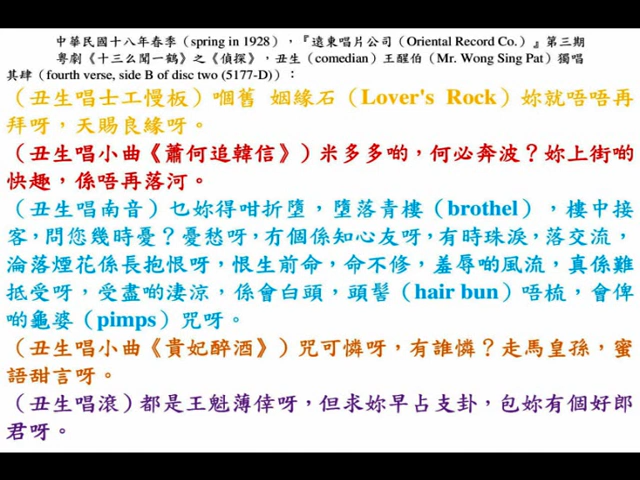 中華民國十八年春季（spring in 1928），『遠東唱片公司（Oriental Record Co.）』第三期
粵劇《十三么聞一鶴》之《偵探》，丑生（comedian）王醒伯（Mr. Wong Sing Pat）獨唱
其肆（fourth verse, side B of disc two (5177-D)）：
（丑生唱士工慢板）嗰舊 姻緣石（Lover's Rock）妳就唔唔再
拜呀，天賜良緣呀。
（丑生唱小曲《蕭何追韓信》）米多多啲，何必奔波？妳上街啲
快趣，係唔再落河。
（丑生唱南音）乜妳得咁折墮，墮落青樓（brothel），樓中接
客，問您幾時憂？憂愁呀，冇個係知心友呀，有時珠淚，落交流，
淪落煙花係長抱恨呀，恨生前命，命不修，羞辱啲風流，真係難
抵受呀，受盡啲淒涼，係會白頭，頭髻（hair bun）唔梳，會俾
啲龜婆（pimps）咒呀。
（丑生唱小曲《貴妃醉酒》）咒可憐呀，有誰憐？走馬皇孫，蜜
語甜言呀。
（丑生唱滾）都是王魁薄倖呀，但求妳早占支卦，包妳有個好郎
君呀。